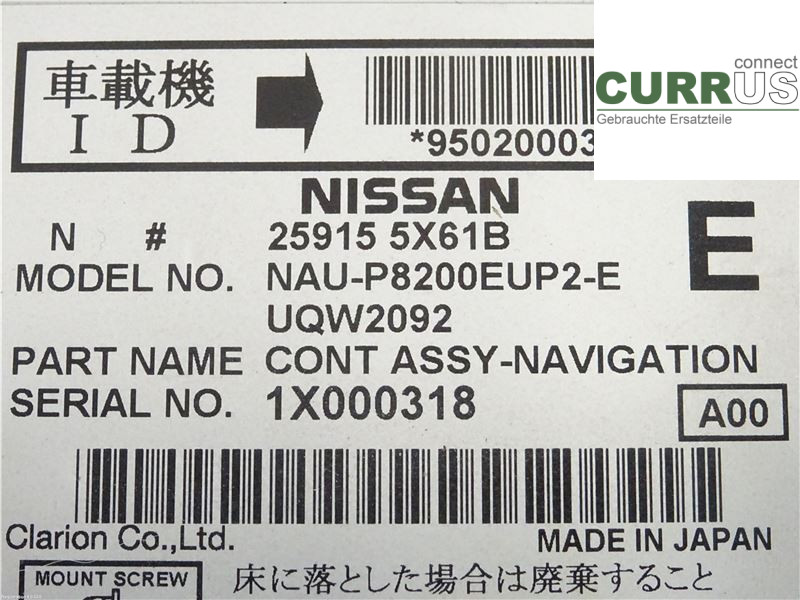 connect
CURRUS
Gebrauchte Ersatzteile
車載機
ID
*95020003
NISSAN
E
N # 25915 5X61B
MODEL NO. NAU-P8200EUP2-E
UQW2092
PART NAME CONT ASSY-NAVIGATION
SERIAL NO. 1X000318
A00
Clarion Co.,Ltd. MADE IN JAPAN
MOUNT SCREW
床に落とした場合は廃棄すること